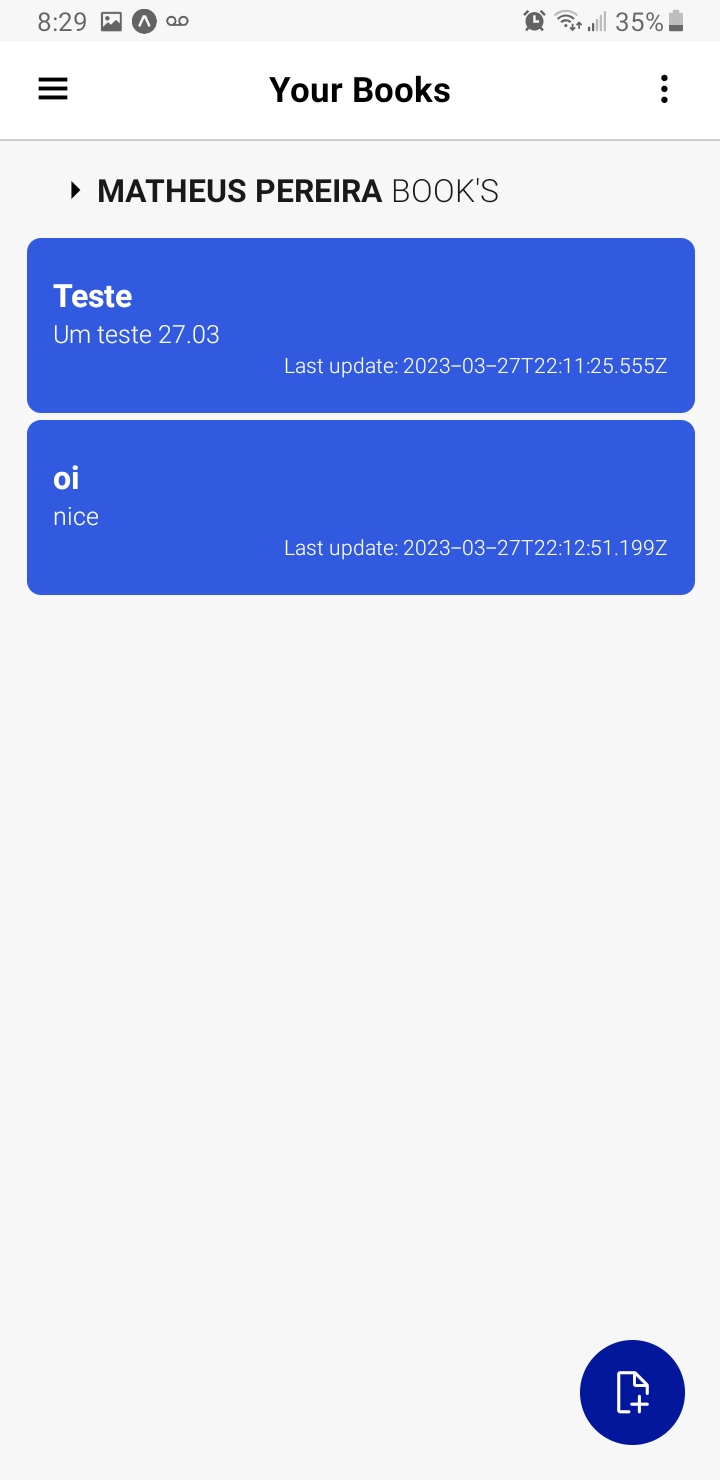 8:29 35%
Your Books
MATHEUS PEREIRA BOOK'S
Teste
Um teste 27.03
Last update: 2023-03-27T22:11:25.555Z
oi
nice
Last update: 2023-03-27T22:12:51.199Z